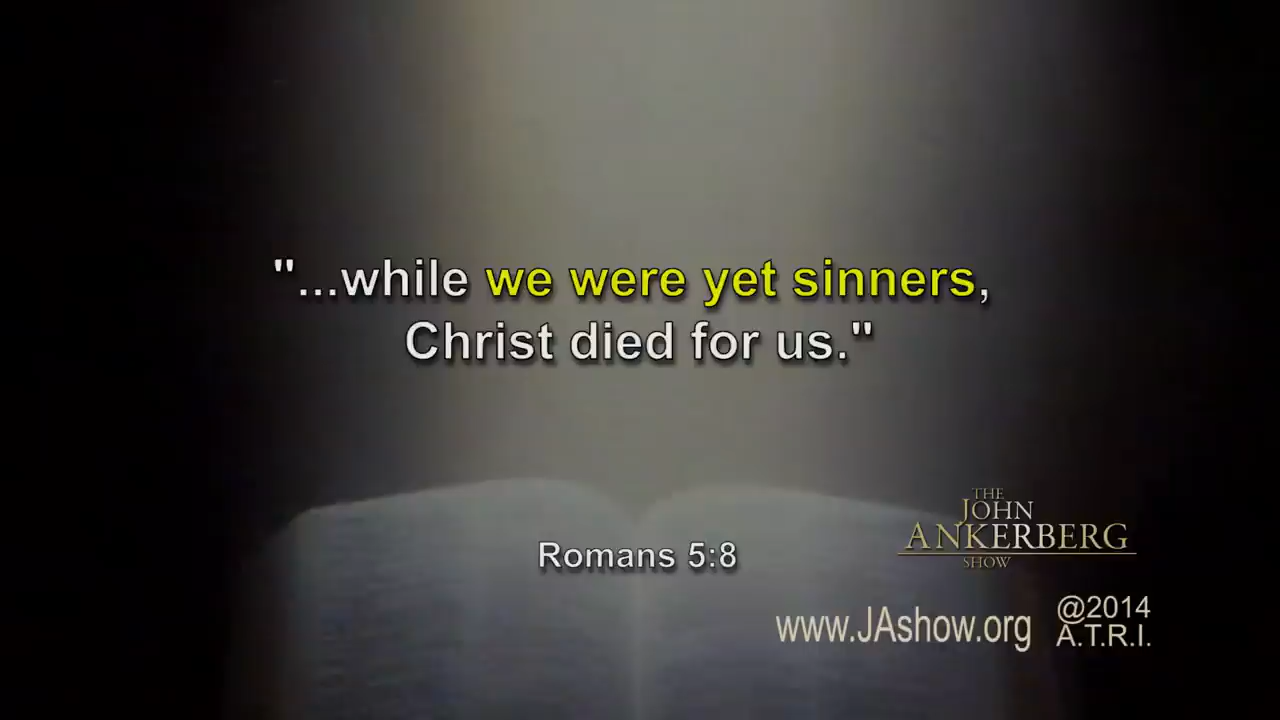 "...while we were yet sinners,
Christ died for us."
Romans 5:8
THE
JOHN
ANKERBERG
SHOW
www.JAshow.org
@2014
A.T.R.I.